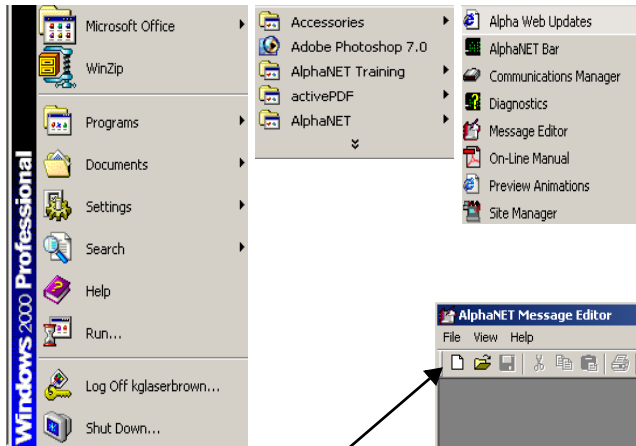 Microsoft Office
WinZip
Programs
Documents
Settings
Search
Help
Run...
Log Off kglaserbrown...
Shut Down...
Windows 2000 Professional
Accessories
Adobe Photoshop 7.0
AlphaNET Training
activePDF
AlphaNET
Alpha Web Updates
AlphaNET Bar
Communications Manager
Diagnostics
Message Editor
On-Line Manual
Preview Animations
Site Manager
AlphaNET Message Editor
File View Help